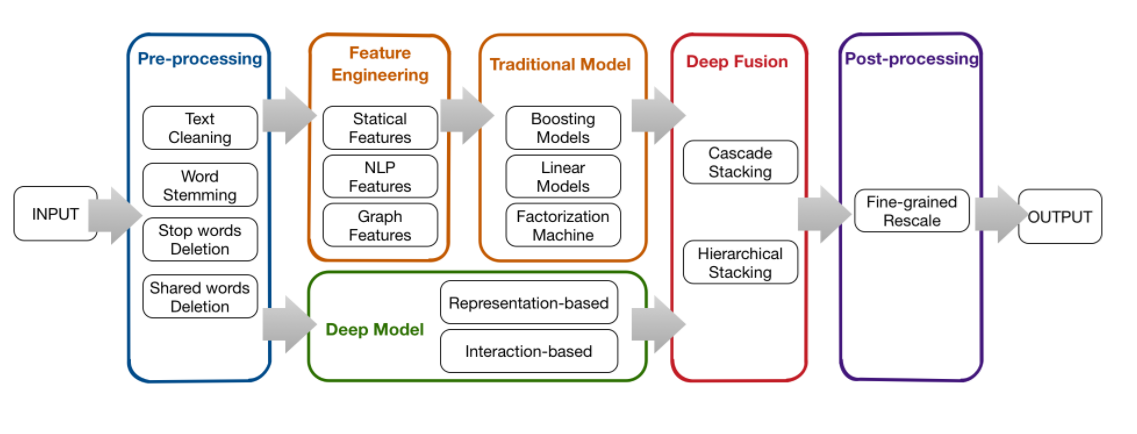 INPUT
Pre-processing
Text
Cleaning
Word
Stemming
Stop words
Deletion
Shared words
Deletion
Feature
Engineering
Statical
Features
NLP
Features
Graph
Features
Traditional Model
Boosting
Models
Linear
Models
Factorization
Machine
Deep Model
Representation-based
Interaction-based
Deep Fusion
Cascade
Stacking
Hierarchical
Stacking
Post-processing
Fine-grained
Rescale
OUTPUT